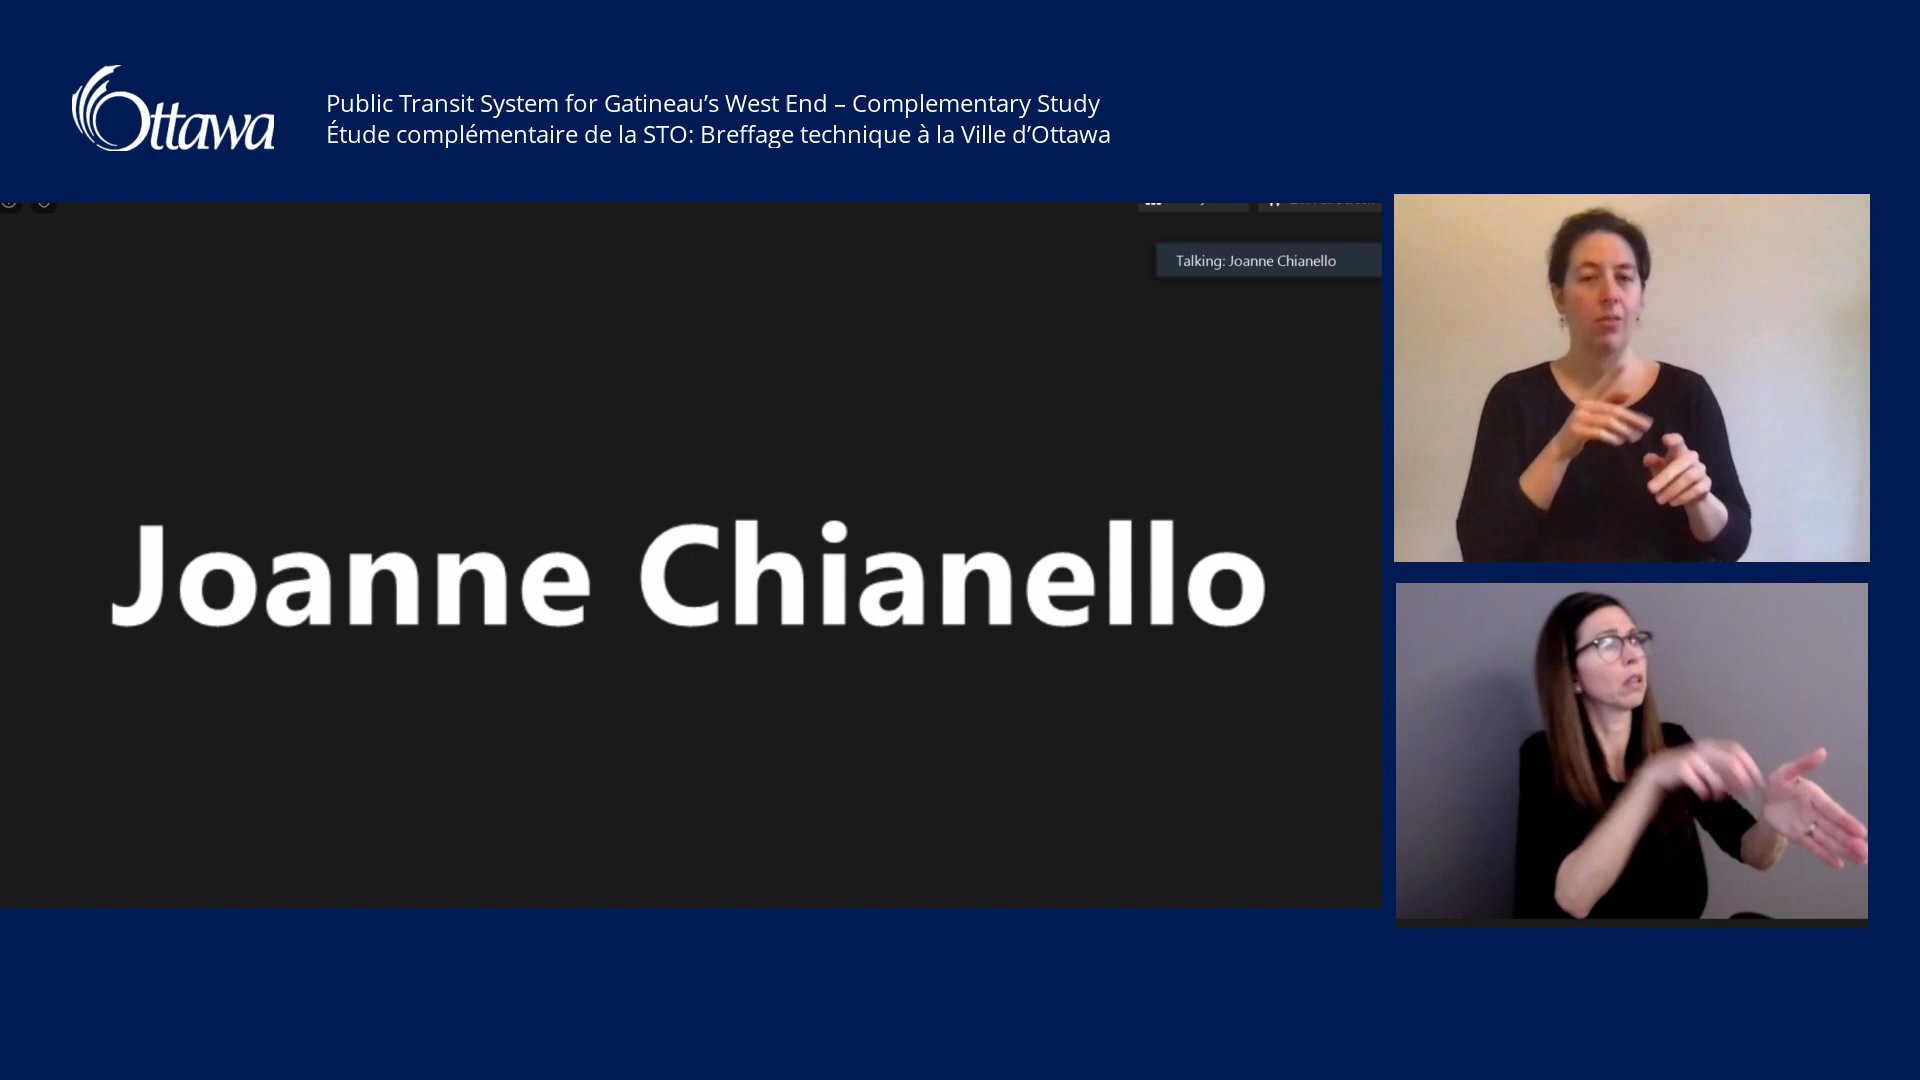 Ottawa
Public Transit System for Gatineau’s West End – Complementary Study
Étude complémentaire de la STO: Breffage technique à la Ville d’Ottawa
Talking: Joanne Chianello
Joanne Chianello